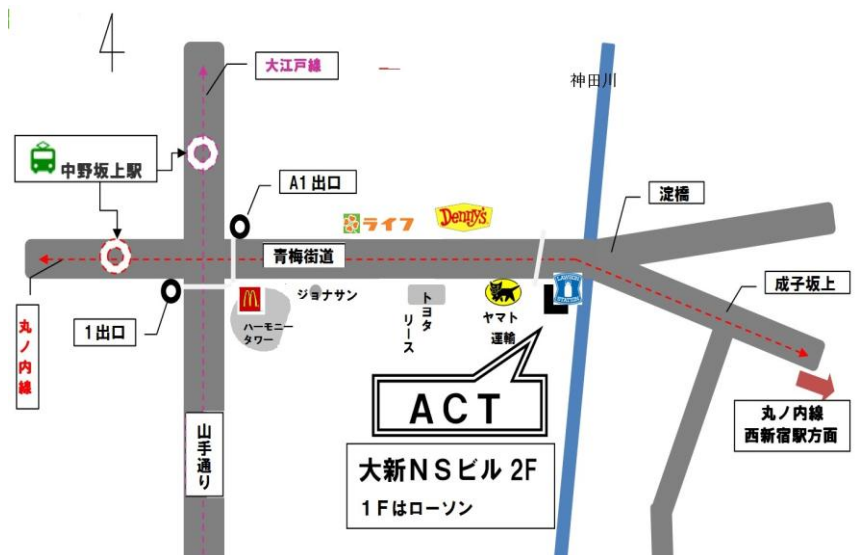 4
大江戸線
神田川
中野坂上駅
A1出口
淀橋
ライフ
Denny's
青梅街道
成子坂上
丸ノ内線
1出口
ハーモニー
タワー
ジョナサン
トヨタ
リース
ヤマト
運輸
LAWSON
STATION
ACT
丸ノ内線
西新宿駅方面
山手通り
大新NSビル 2F
1Fはローソン